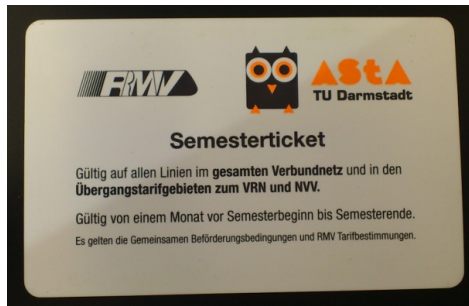 RMV
AStA
TU Darmstadt
Semesterticket
Gültig auf allen Linien im gesamten Verbundnetz und in den
Übergangstarifgebieten zum VRN und NVV.
Gültig von einem Monat vor Semesterbeginn bis Semesterende.
Es gelten die Gemeinsamen Beförderungsbedingungen und RMV Tarifbestimmungen.